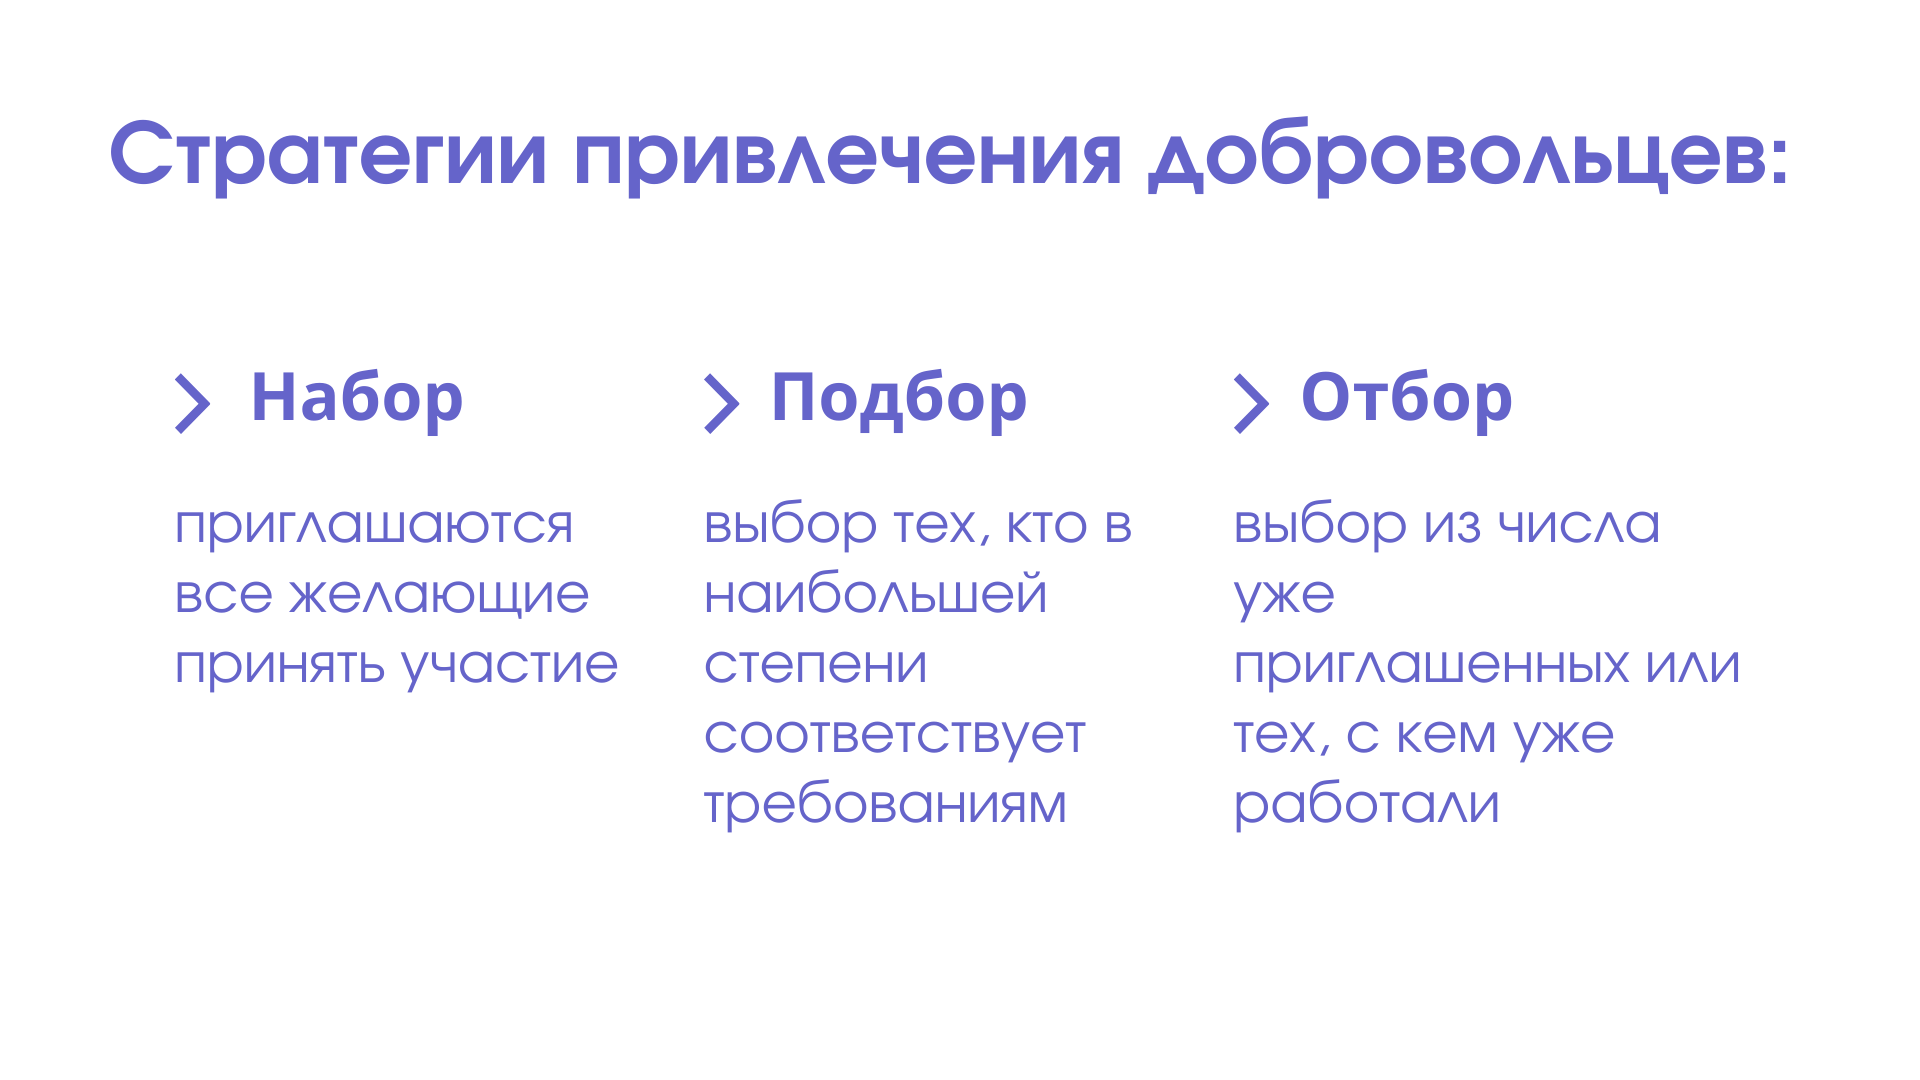 Стратегии привлечения добровольцев:
Набор
приглашаются
все желающие
принять участие
Подбор
выбор тех, кто в
наибольшей
степени
соответствует
требованиям
Отбор
выбор из числа
уже
приглашенных или
тех, с кем уже
работали